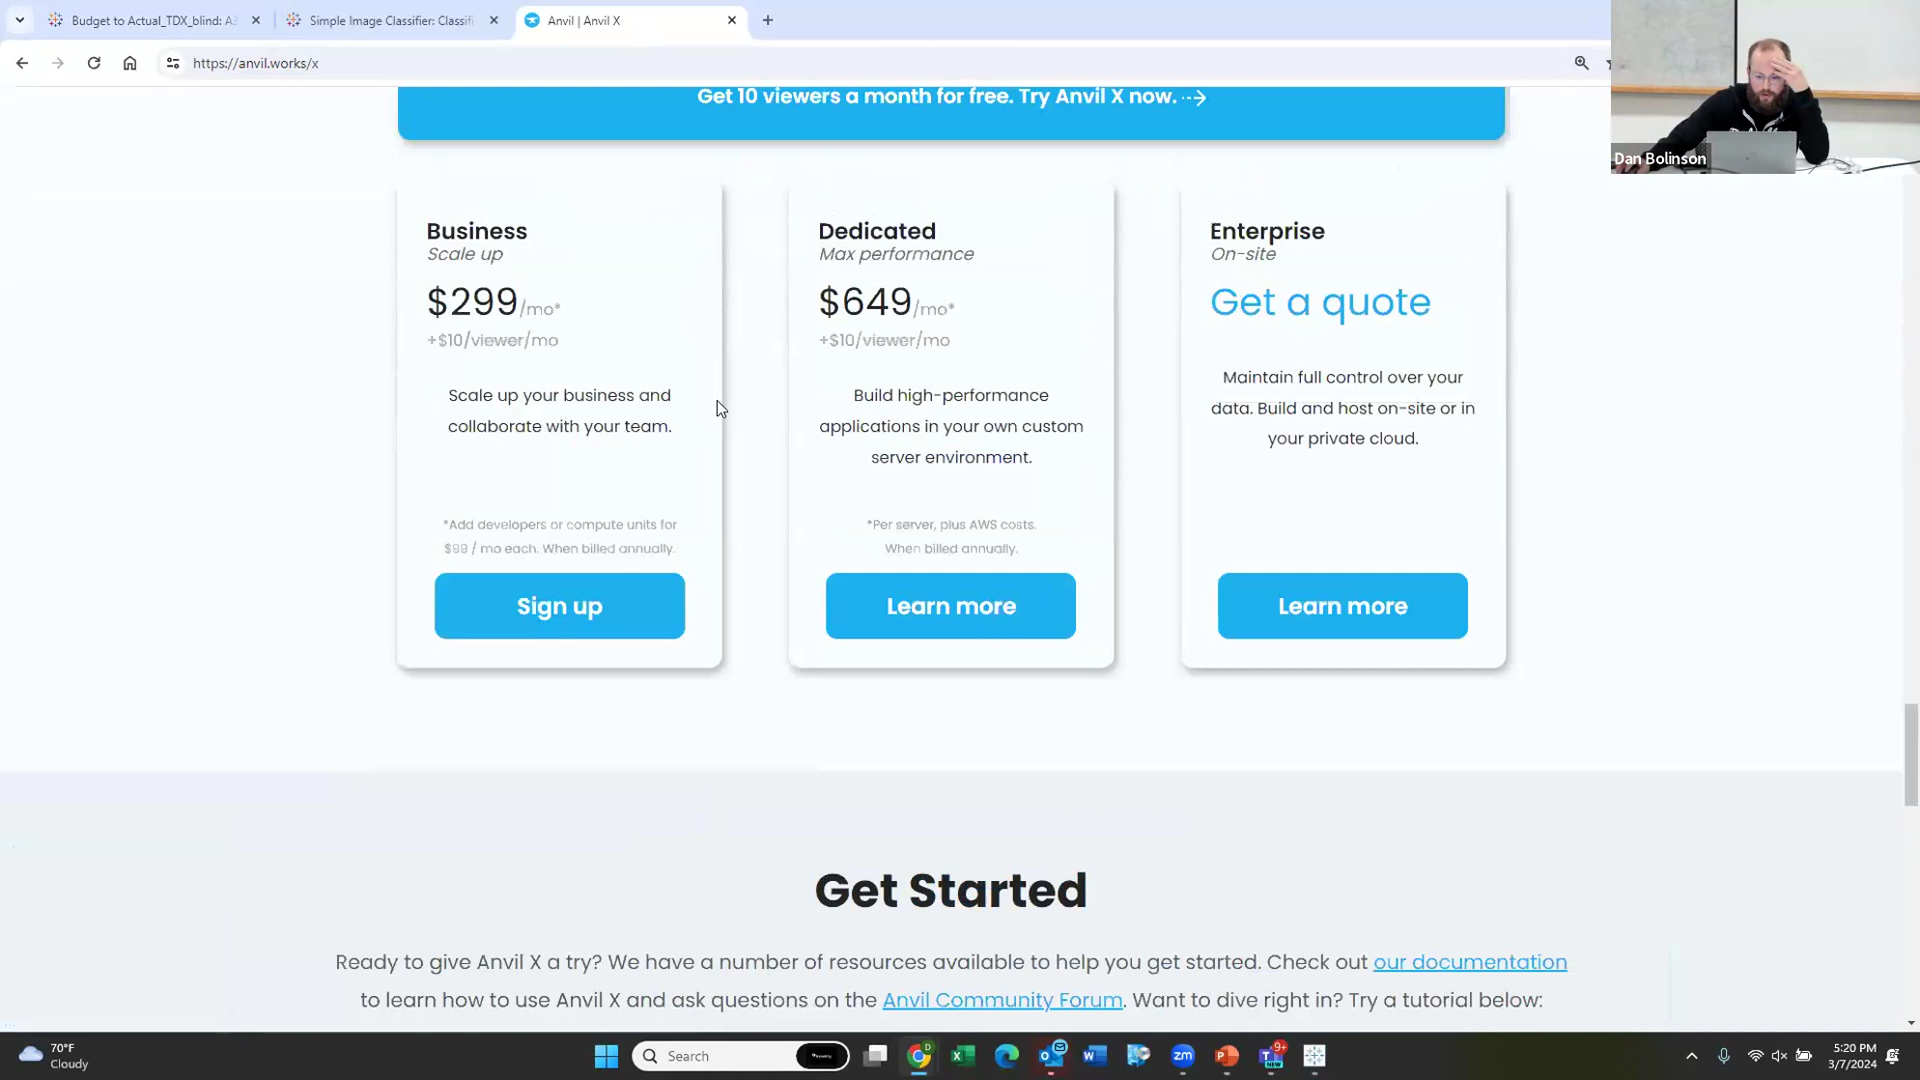 Budget to Actual_TDX_blind: A
Simple Image Classifier: Classifi
Anvil | Anvil X
https://anvil.works/x
Get 10 viewers a month for free. Try Anvil X now.
Dan Bolinson
Business
Scale up
$299/mo*
+$10/viewer/mo
Scale up your business and
collaborate with your team.
*Add developers or compute units for
$99 / mo each. When billed annually.
Sign up
Dedicated
Max performance
$649/mo*
+$10/viewer/mo
Build high-performance
applications in your own custom
server environment.
*Per server, plus AWS costs.
When billed annually.
Learn more
Enterprise
On-site
Get a quote
Maintain full control over your
data. Build and host on-site or in
your private cloud.
Learn more
Get Started
Ready to give Anvil X a try? We have a number of resources available to help you get started. Check out our documentation
to learn how to use Anvil X and ask questions on the Anvil Community Forum. Want to dive right in? Try a tutorial below:
70°F
Cloudy
Search
5:20 PM
3/7/2024